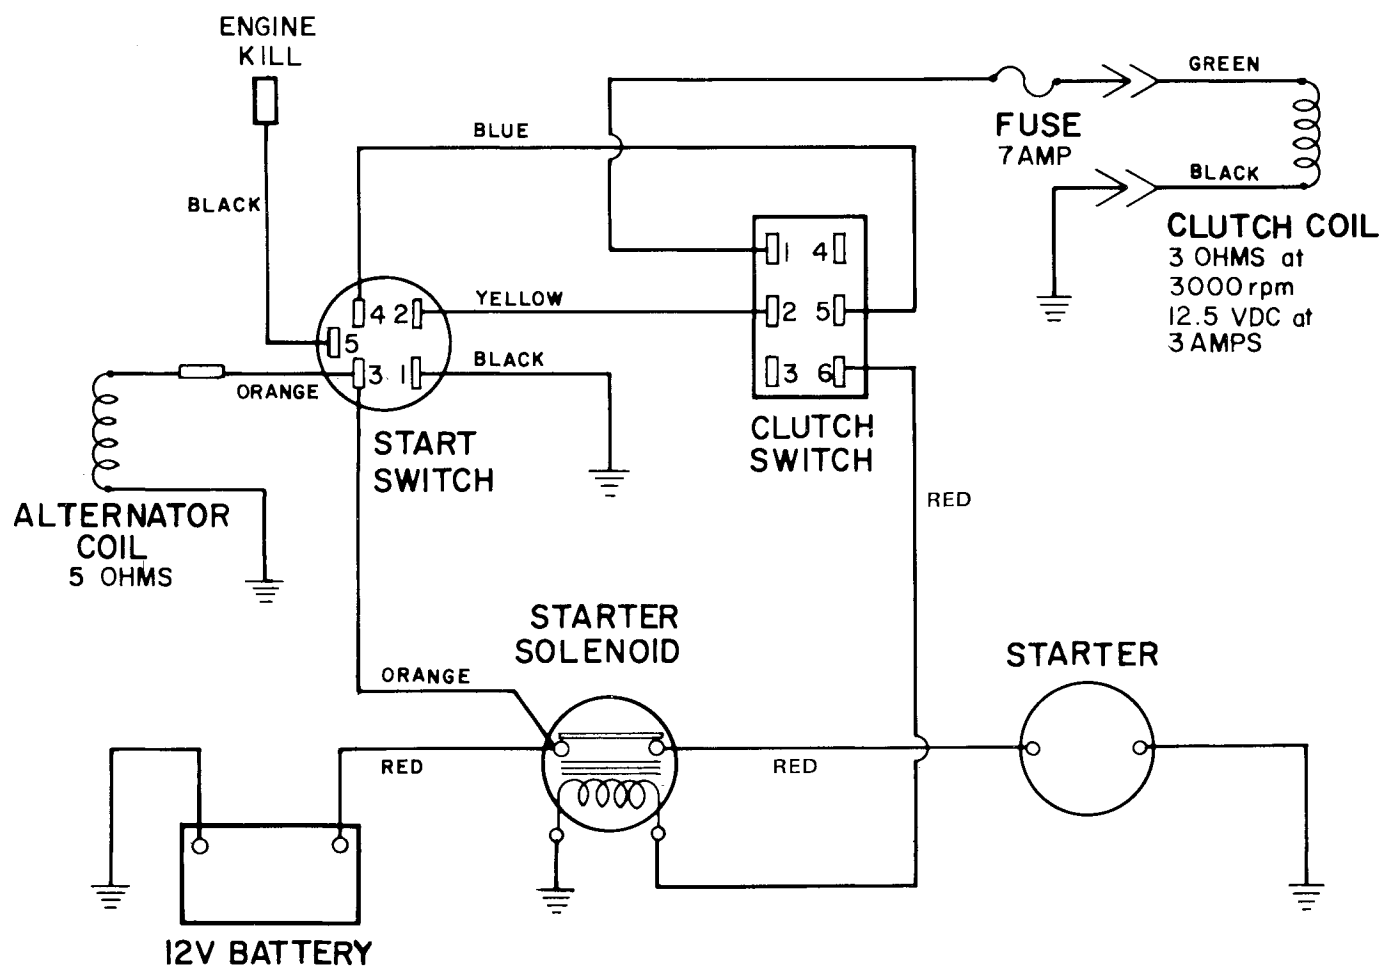 ENGINE
KILL
BLACK
BLUE
GREEN
FUSE
7 AMP
BLACK
CLUTCH COIL
3 OHMS at
3000 rpm
12.5 VDC at
3 AMPS
1 4
2 5
3 6
CLUTCH
SWITCH
YELLOW
BLACK
4 2
5
3 1
START
SWITCH
ORANGE
ALTERNATOR
COIL
5 OHMS
RED
STARTER
SOLENOID
STARTER
ORANGE
RED
RED
12V BATTERY